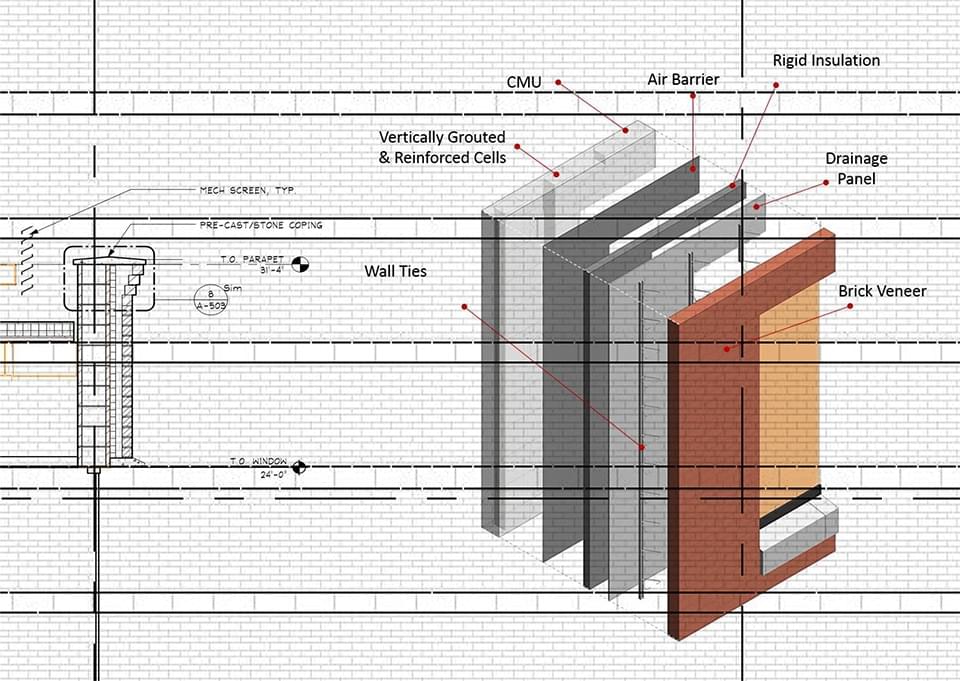 Rigid Insulation
Air Barrier
CMU
Vertically Grouted
& Reinforced Cells
Drainage
Panel
MECH SCREEN, TYP.
PRE-CAST/STONE COPING
T.O. PARAPET
31'-4"
Wall Ties
Sim
8
A-503
Brick Veneer
T.O. WINDOW
24'-0"